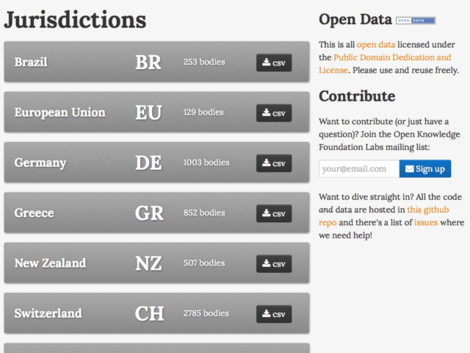 Jurisdictions
Brazil BR 253 bodies CSV
European Union EU 129 bodies CSV
Germany DE 1003 bodies CSV
Greece GR 852 bodies CSV
New Zealand NZ 507 bodies CSV
Switzerland CH 2785 bodies CSV
Open Data OPEN DATA
This is all open data licensed under
the Public Domain Dedication and
License. Please use and reuse freely.
Contribute
Want to contribute (or just have a
question)? Join the Open Knowledge
Foundation Labs mailing list:
your@email.com Sign up
Want to dive straight in? All the code
and data are hosted in this github
repo and there's a list of issues where
we need help!